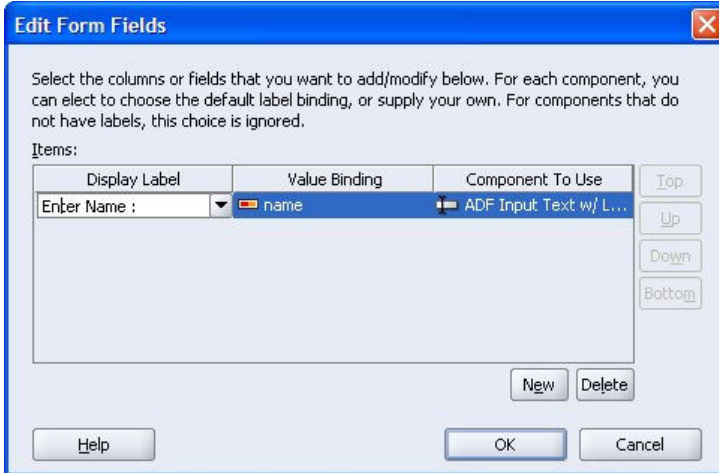 Edit Form Fields
Select the columns or fields that you want to add/modify below. For each component, you
can elect to choose the default label binding, or supply your own. For components that do
not have labels, this choice is ignored.
Items:
Display Label Value Binding Component To Use
Enter Name : name ADF Input Text w/ L...
Top
Up
Down
Bottom
New Delete
Help OK Cancel